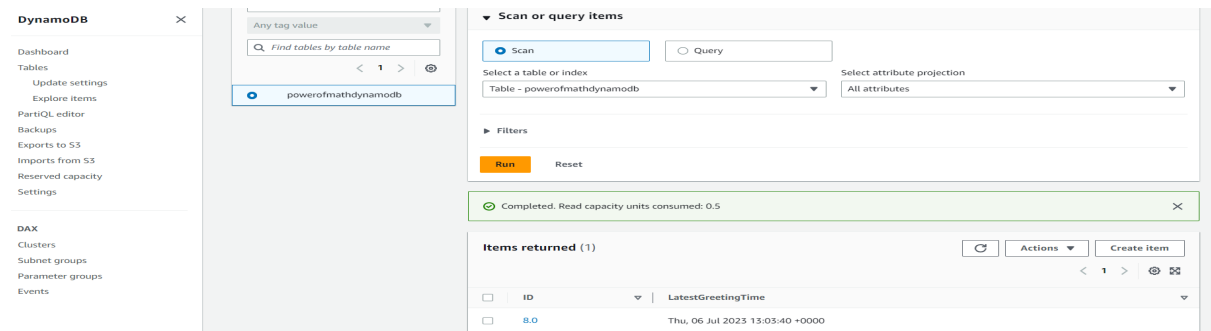 DynamoDB
Dashboard
Tables
Update settings
Explore items
PartiQL editor
Backups
Exports to S3
Imports from S3
Reserved capacity
Settings
DAX
Clusters
Subnet groups
Parameter groups
Events
Any tag value
Find tables by table name
1
powerofmathdynamodb
Scan or query items
Scan
Query
Select a table or index
Select attribute projection
Table - powerofmathdynamodb
All attributes
Filters
Run
Reset
Completed. Read capacity units consumed: 0.5
Items returned (1)
Actions
Create item
1
ID
LatestGreetingTime
8.0
Thu, 06 Jul 2023 13:03:40 +0000